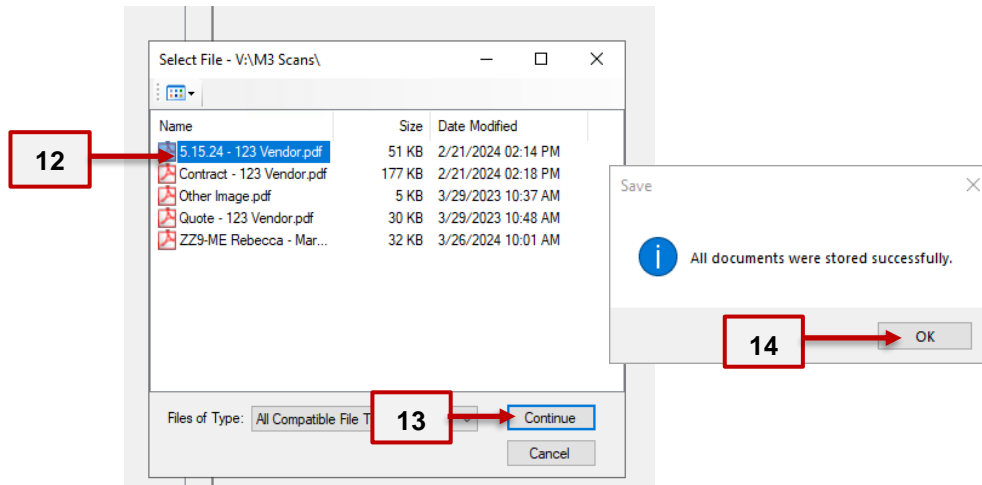 Select File - V:\M3 Scans\
Name Size Date Modified
5.15.24 - 123 Vendor.pdf 51 KB 2/21/2024 02:14 PM
Contract - 123 Vendor.pdf 177 KB 2/21/2024 02:18 PM
Other Image.pdf 5 KB 3/29/2023 10:37 AM
Quote - 123 Vendor.pdf 30 KB 3/29/2023 10:48 AM
ZZ9-ME Rebecca - Mar... 32 KB 3/26/2024 10:01 AM
12
Save
All documents were stored successfully.
14
OK
Files of Type: All Compatible File T
13
Continue
Cancel